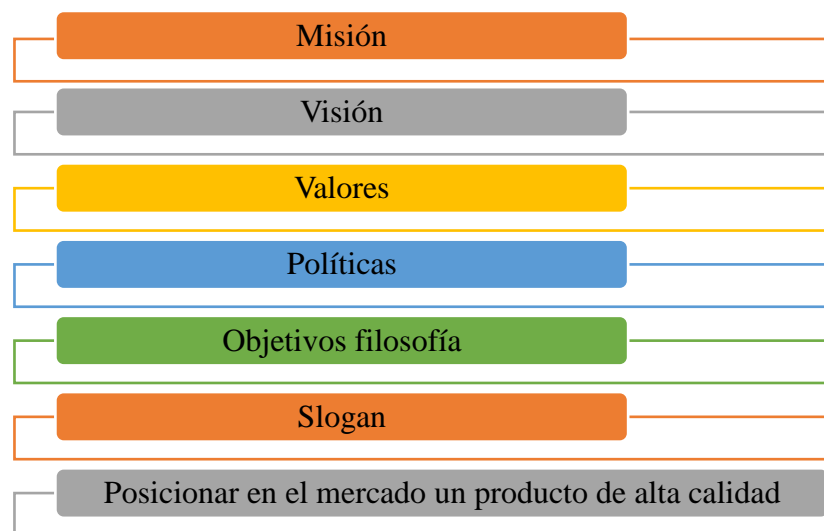 Misión
Visión
Valores
Políticas
Objetivos filosofía
Slogan
Posicionar en el mercado un producto de alta calidad